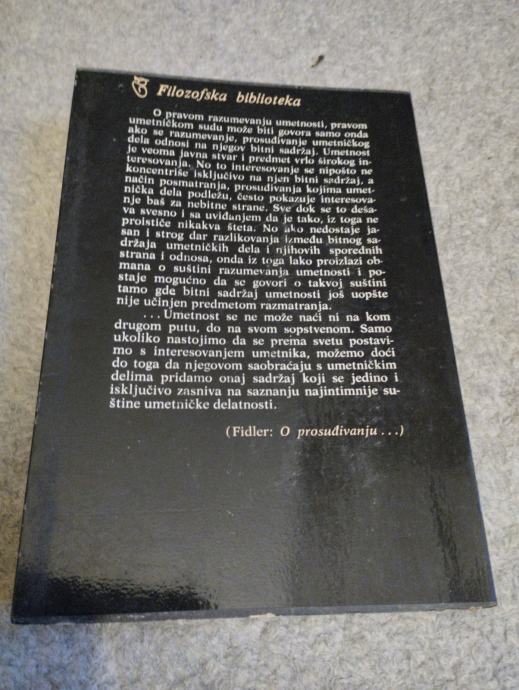 Filozofska biblioteka
O pravom razumevanju umetnosti, pravom
umetničkom sudu može biti govora samo onda
ako se razumevanje, prosuđivanje umetničkog
dela odnosi na njegov bitni sadržaj. Umetnost
je veoma javna stvar i predmet vrlo širokog in-
teresovanja. No to interesovanje se nipošto ne
koncentriše isključivo na njen bitni sadržaj, a
način posmatranja, prosuđivanja kojima umet-
nička dela podležu, često pokazuje interesova-
nje baš za nebitne strane. Sve dok se to deša-
va svesno i sa uviđanjem da je tako, iz toga ne
proističe nikakva šteta. No ako nedostaje ja-
san i strog dar razlikovanja između bitnog sa-
držaja umetničkih dela i njihovih sporednih
strana i odnosa, onda iz toga lako proizlazi ob-
mana o suštini razumevanja umetnosti i po-
staje mogućno da se govori o takvoj suštini
tamo gde bitni sadržaj umetnosti još uopšte
nije učinjen predmetom razmatranja.
...Umetnost se ne može naći ni na kom
drugom putu, do na svom sopstvenom. Samo
ukoliko nastojimo da se prema svetu postavi-
mo s interesovanjem umetnika, možemo doći
do toga da njegovom saobraćaju s umetničkim
delima pridamo onaj sadržaj koji se jedino i
isključivo zasniva na saznanju najintimnije su-
štine umetničke delatnosti.
(Fidler: O prosuđivanju...)